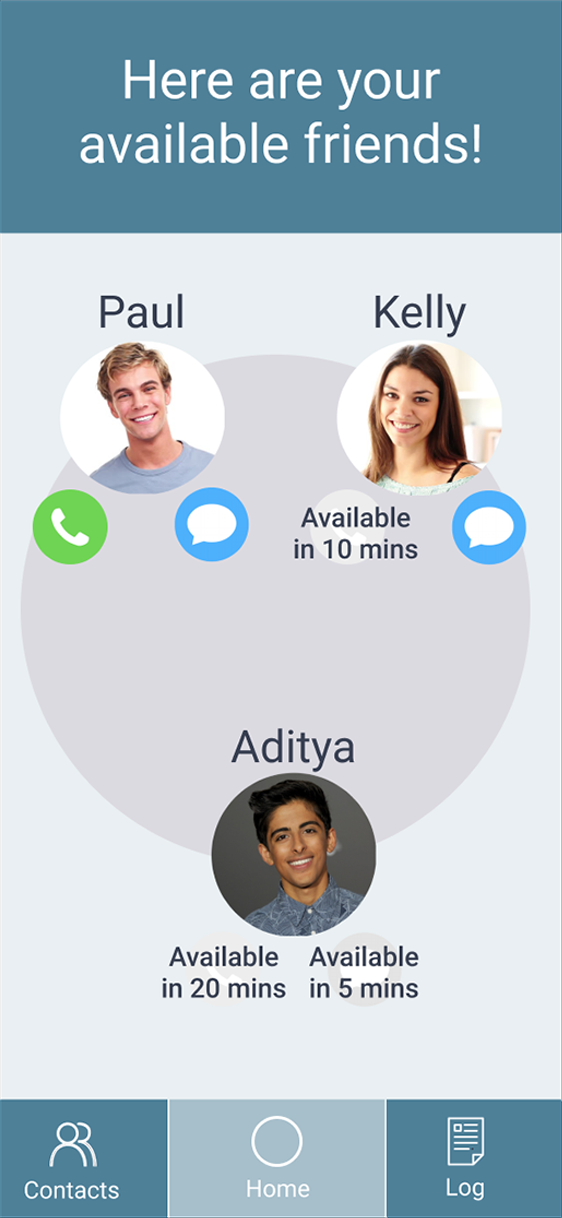 Here are your
available friends!
Paul
Kelly
Available
in 10 mins
Aditya
Available
in 20 mins
Available
in 5 mins
Contacts
Home
Log